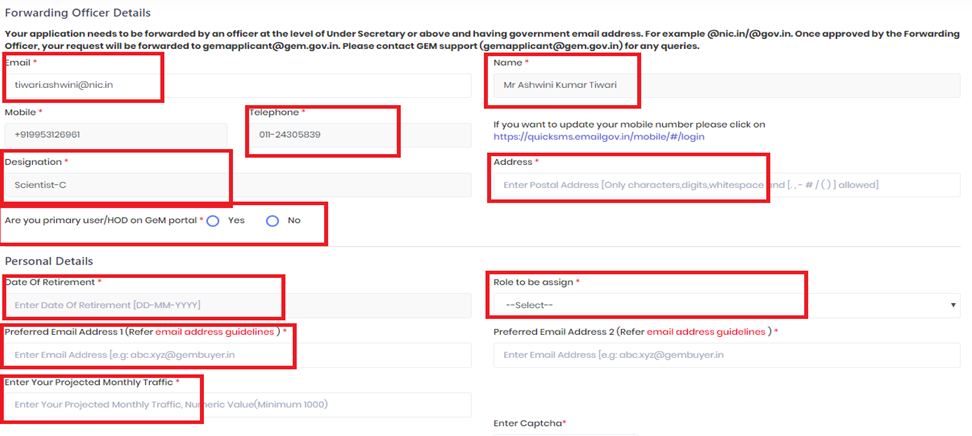 Forwarding Officer Details
Your application needs to be forwarded by an officer at the level of Under Secretary or above and having government email address. For example @nic.in/@gov.in. Once approved by the Forwarding
Officer, your request will be forwarded to gemapplicant@gem.gov.in. Please contact GEM support (gemapplicant@gem.gov.in) for any queries.
Email * Name *
tiwari.ashwini@nic.in Mr Ashwini Kumar Tiwari
Mobile * Telephone * If you want to update your mobile number please click on
+919953126961 011-24305839 https://quicksms.emailgov.in/mobile/#/login
Designation * Address *
Scientist-C Enter Postal Address [Only characters,digits,whitespace and [. , - # / ( ) ] allowed]
Are you primary user/HOD on GeM portal * Yes No
Personal Details
Date Of Retirement * Role to be assign *
Enter Date Of Retirement [DD-MM-YYYY] --Select--
Preferred Email Address 1 (Refer email address guidelines ) * Preferred Email Address 2 (Refer email address guidelines ) *
Enter Email Address [e.g: abc.xyz@gembuyer.in Enter Email Address [e.g: abc.xyz@gembuyer.in
Enter Your Projected Monthly Traffic *
Enter Your Projected Monthly Traffic, Numeric Value(Minimum 1000)
Enter Captcha*